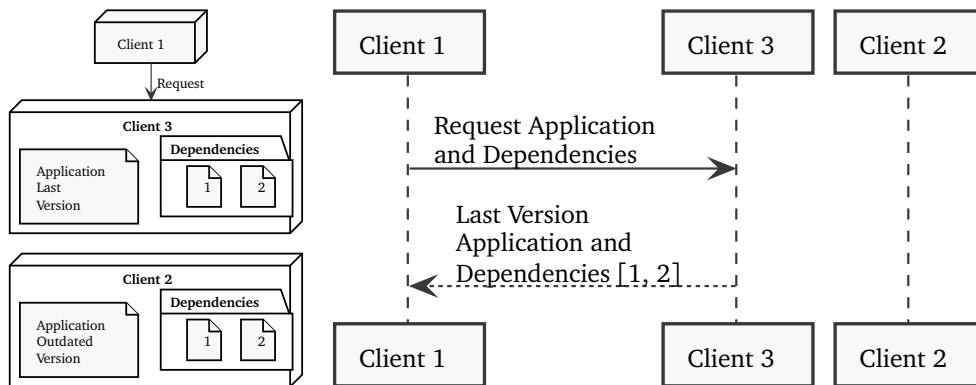 Client 1
Request
Client 3
Application
Last
Version
Dependencies
1
2
Client 2
Application
Outdated
Version
Dependencies
1
2
Client 1
Client 3
Client 2
Request Application
and Dependencies
Last Version
Application and
Dependencies [1, 2]
Client 1
Client 3
Client 2